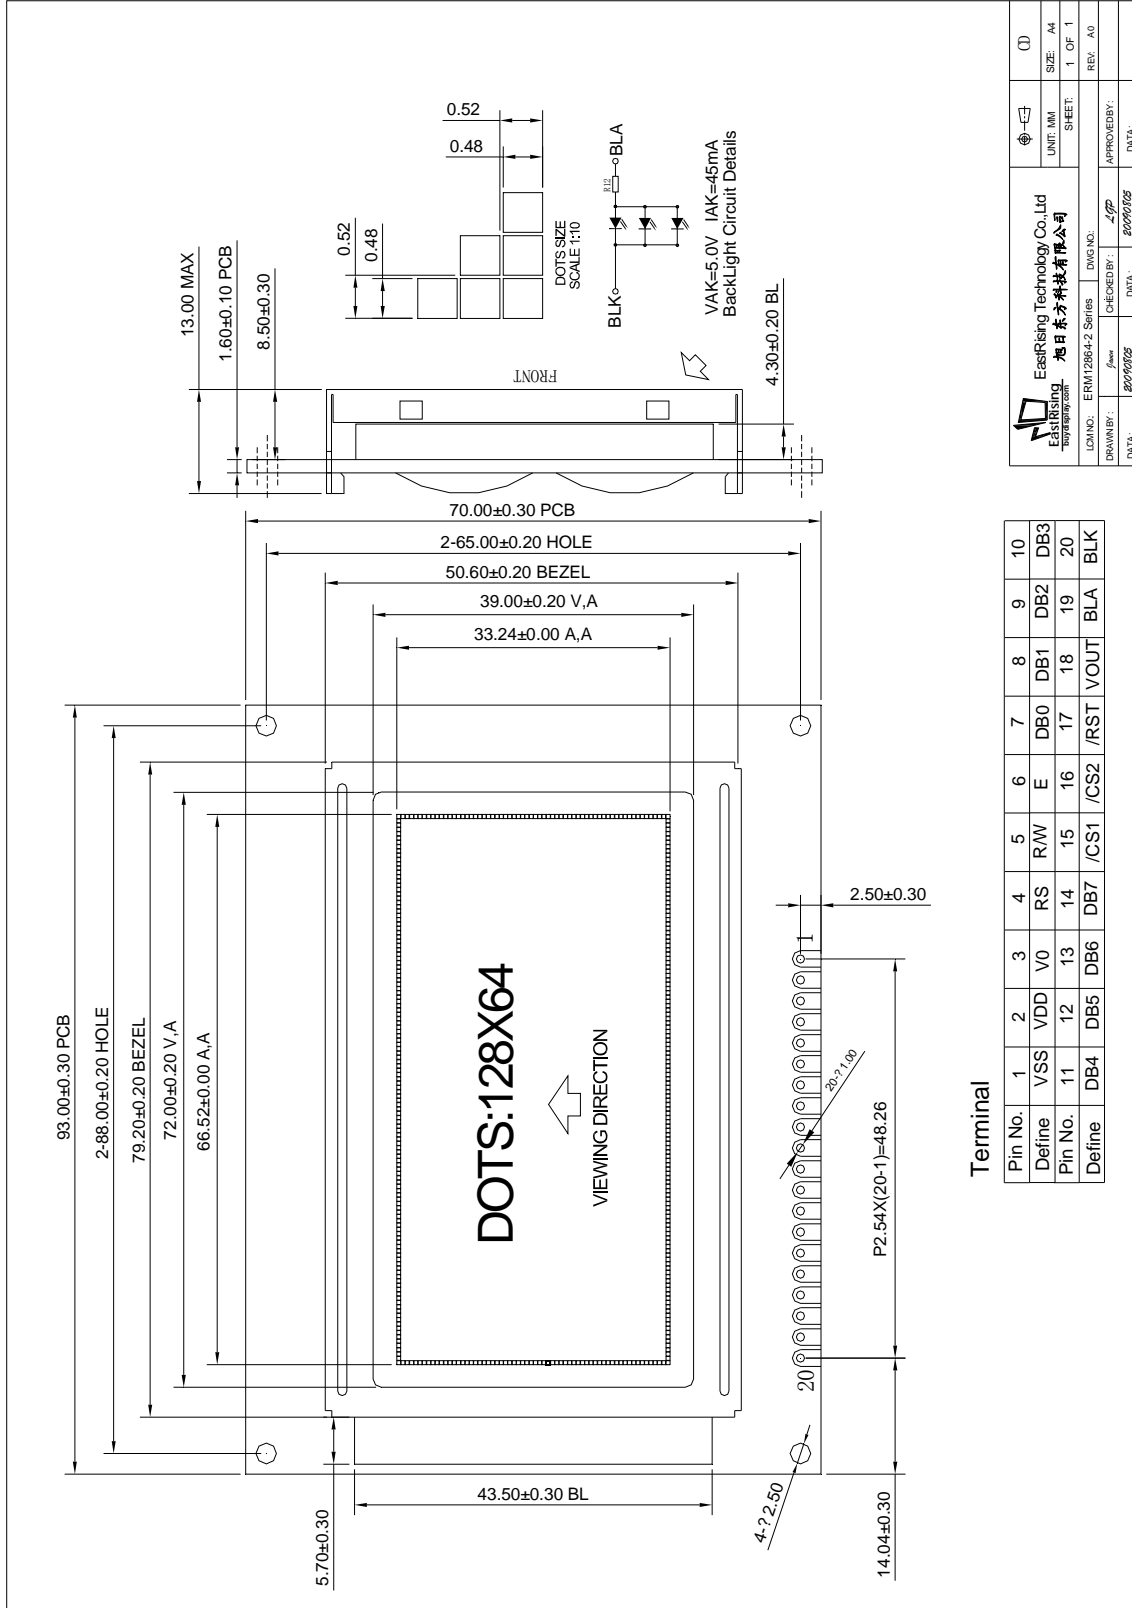 93.00±0.30 PCB
2-88.00±0.20 HOLE
79.20±0.20 BEZEL
72.00±0.20 V,A
66.52±0.00 A,A
70.00±0.30 PCB
2-65.00±0.20 HOLE
50.60±0.20 BEZEL
39.00±0.20 V,A
33.24±0.00 A,A
DOTS:128X64
VIEWING DIRECTION
5.70±0.30
43.50±0.30 BL
4-?2.50
14.04±0.30
20
1
P2.54X(20-1)=48.26
20-?1.00
2.50±0.30
13.00 MAX
1.60±0.10 PCB
8.50±0.30
FRONT
4.30±0.20 BL
0.52
0.48
0.52
0.48
DOTS SIZE
SCALE 1:10
BLK
BLA
R12
VAK=5.0V IAK=45mA
BackLight Circuit Details
Terminal
Pin No. 1 2 3 4 5 6 7 8 9 10
Define VSS VDD V0 RS R/W E DB0 DB1 DB2 DB3
Pin No. 11 12 13 14 15 16 17 18 19 20
Define DB4 DB5 DB6 DB7 /CS1 /CS2 /RST VOUT BLA BLK
EastRising
buydisplay.com
EastRising Technology Co.,Ltd
旭日东方科技有限公司
CD
UNIT: MM
SIZE: A4
SHEET: 1 OF 1
LCM NO.: ERM12864-2 Series
DWG NO.:
REV: A0
DRAWN BY:
CHECKED BY: LGP
APPROVED BY:
DATA: 20090805
DATA: 20090805
DATA: